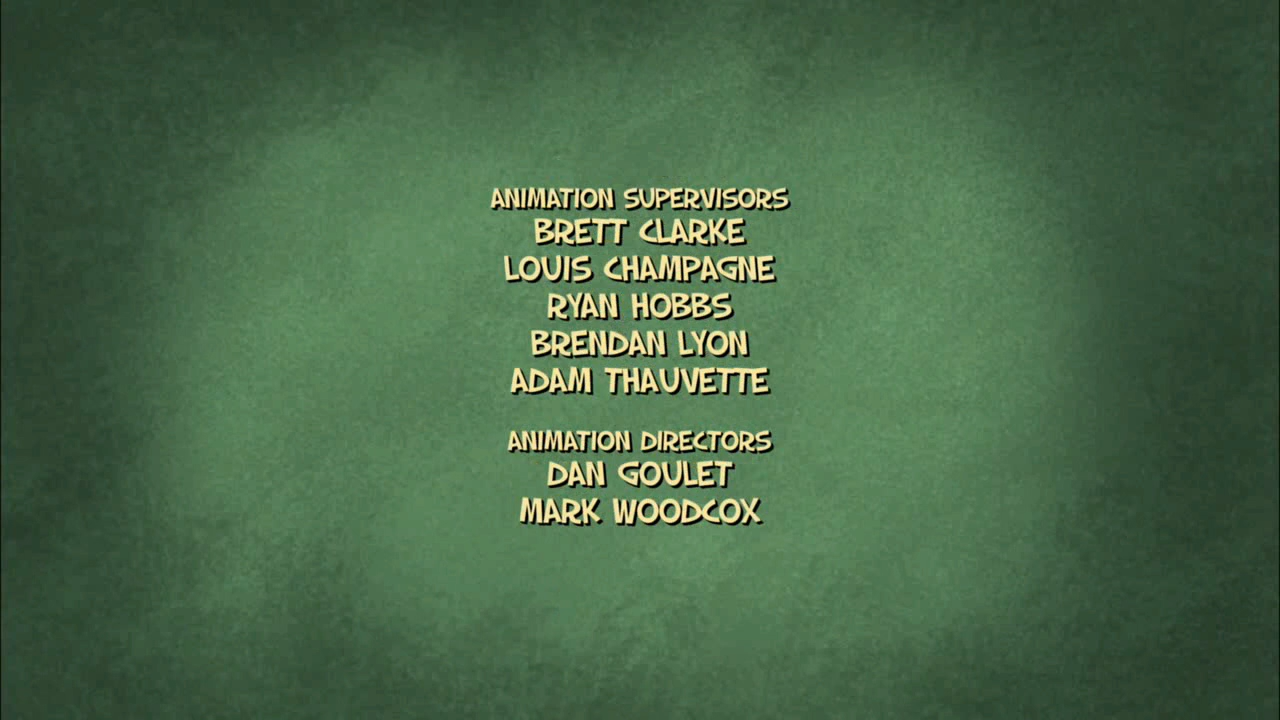 ANIMATION SUPERVISORS
BRETT CLARKE
LOUIS CHAMPAGNE
RYAN HOBBS
BRENDAN LYON
ADAM THAUVETTE
ANIMATION DIRECTORS
DAN GOULET
MARK WOODCOX